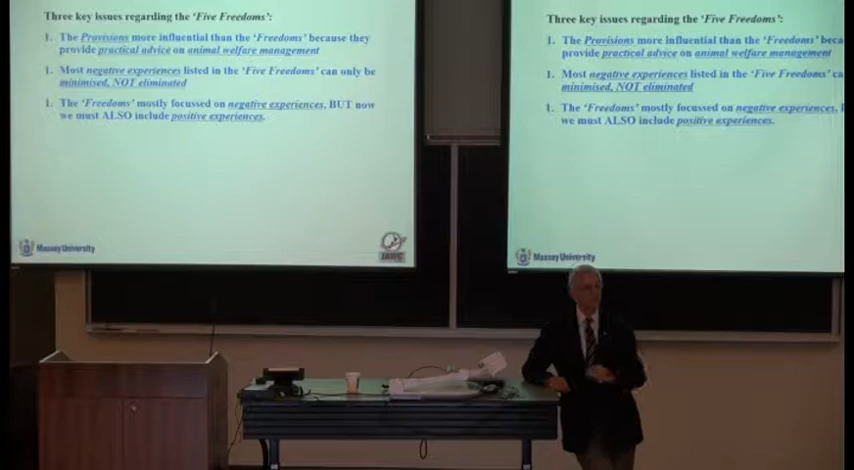 Three key issues regarding the ‘Five Freedoms’:
1. The Provisions more influential than the ‘Freedoms’ because they
provide practical advice on animal welfare management
1. Most negative experiences listed in the ‘Five Freedoms’ can only be
minimised, NOT eliminated
1. The ‘Freedoms’ mostly focussed on negative experiences, BUT now
we must ALSO include positive experiences.
Massey University
Three key issues regarding the ‘Five Freedoms’:
1. The Provisions more influential than the ‘Freedoms’ beca
provide practical advice on animal welfare management
1. Most negative experiences listed in the ‘Five Freedoms’ ca
minimised, NOT eliminated
1. The ‘Freedoms’ mostly focussed on negative experiences,
we must ALSO include positive experiences.
Massey University